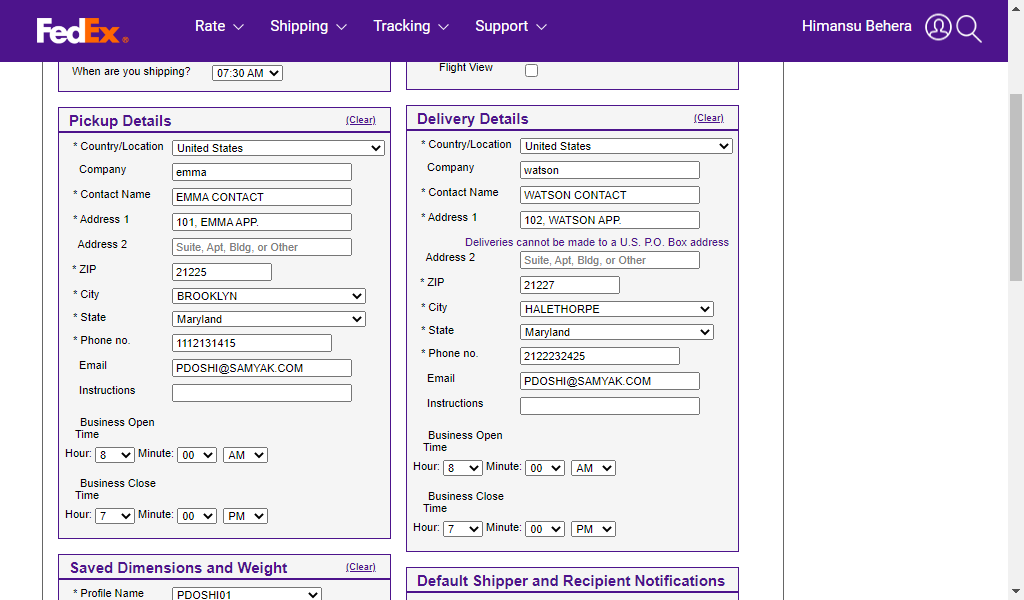 FedEx®
Rate
Shipping
Tracking
Support
Himansu Behera
When are you shipping?
07:30 AM
Flight View
Pickup Details
(Clear)
* Country/Location
United States
Company
emma
* Contact Name
EMMA CONTACT
* Address 1
101, EMMA APP.
Address 2
Suite, Apt, Bldg, or Other
* ZIP
21225
* City
BROOKLYN
* State
Maryland
* Phone no.
1112131415
Email
PDOSHI@SAMYAK.COM
Instructions
Business Open
Time
Hour: 8 Minute: 00 AM
Business Close
Time
Hour: 7 Minute: 00 PM
Delivery Details
(Clear)
* Country/Location
United States
Company
watson
* Contact Name
WATSON CONTACT
* Address 1
102, WATSON APP.
Deliveries cannot be made to a U.S. P.O. Box address
Address 2
Suite, Apt, Bldg, or Other
* ZIP
21227
* City
HALETHORPE
* State
Maryland
* Phone no.
2122232425
Email
PDOSHI@SAMYAK.COM
Instructions
Business Open
Time
Hour: 8 Minute: 00 AM
Business Close
Time
Hour: 7 Minute: 00 PM
Saved Dimensions and Weight
(Clear)
* Profile Name
PDOSHI01
Default Shipper and Recipient Notifications